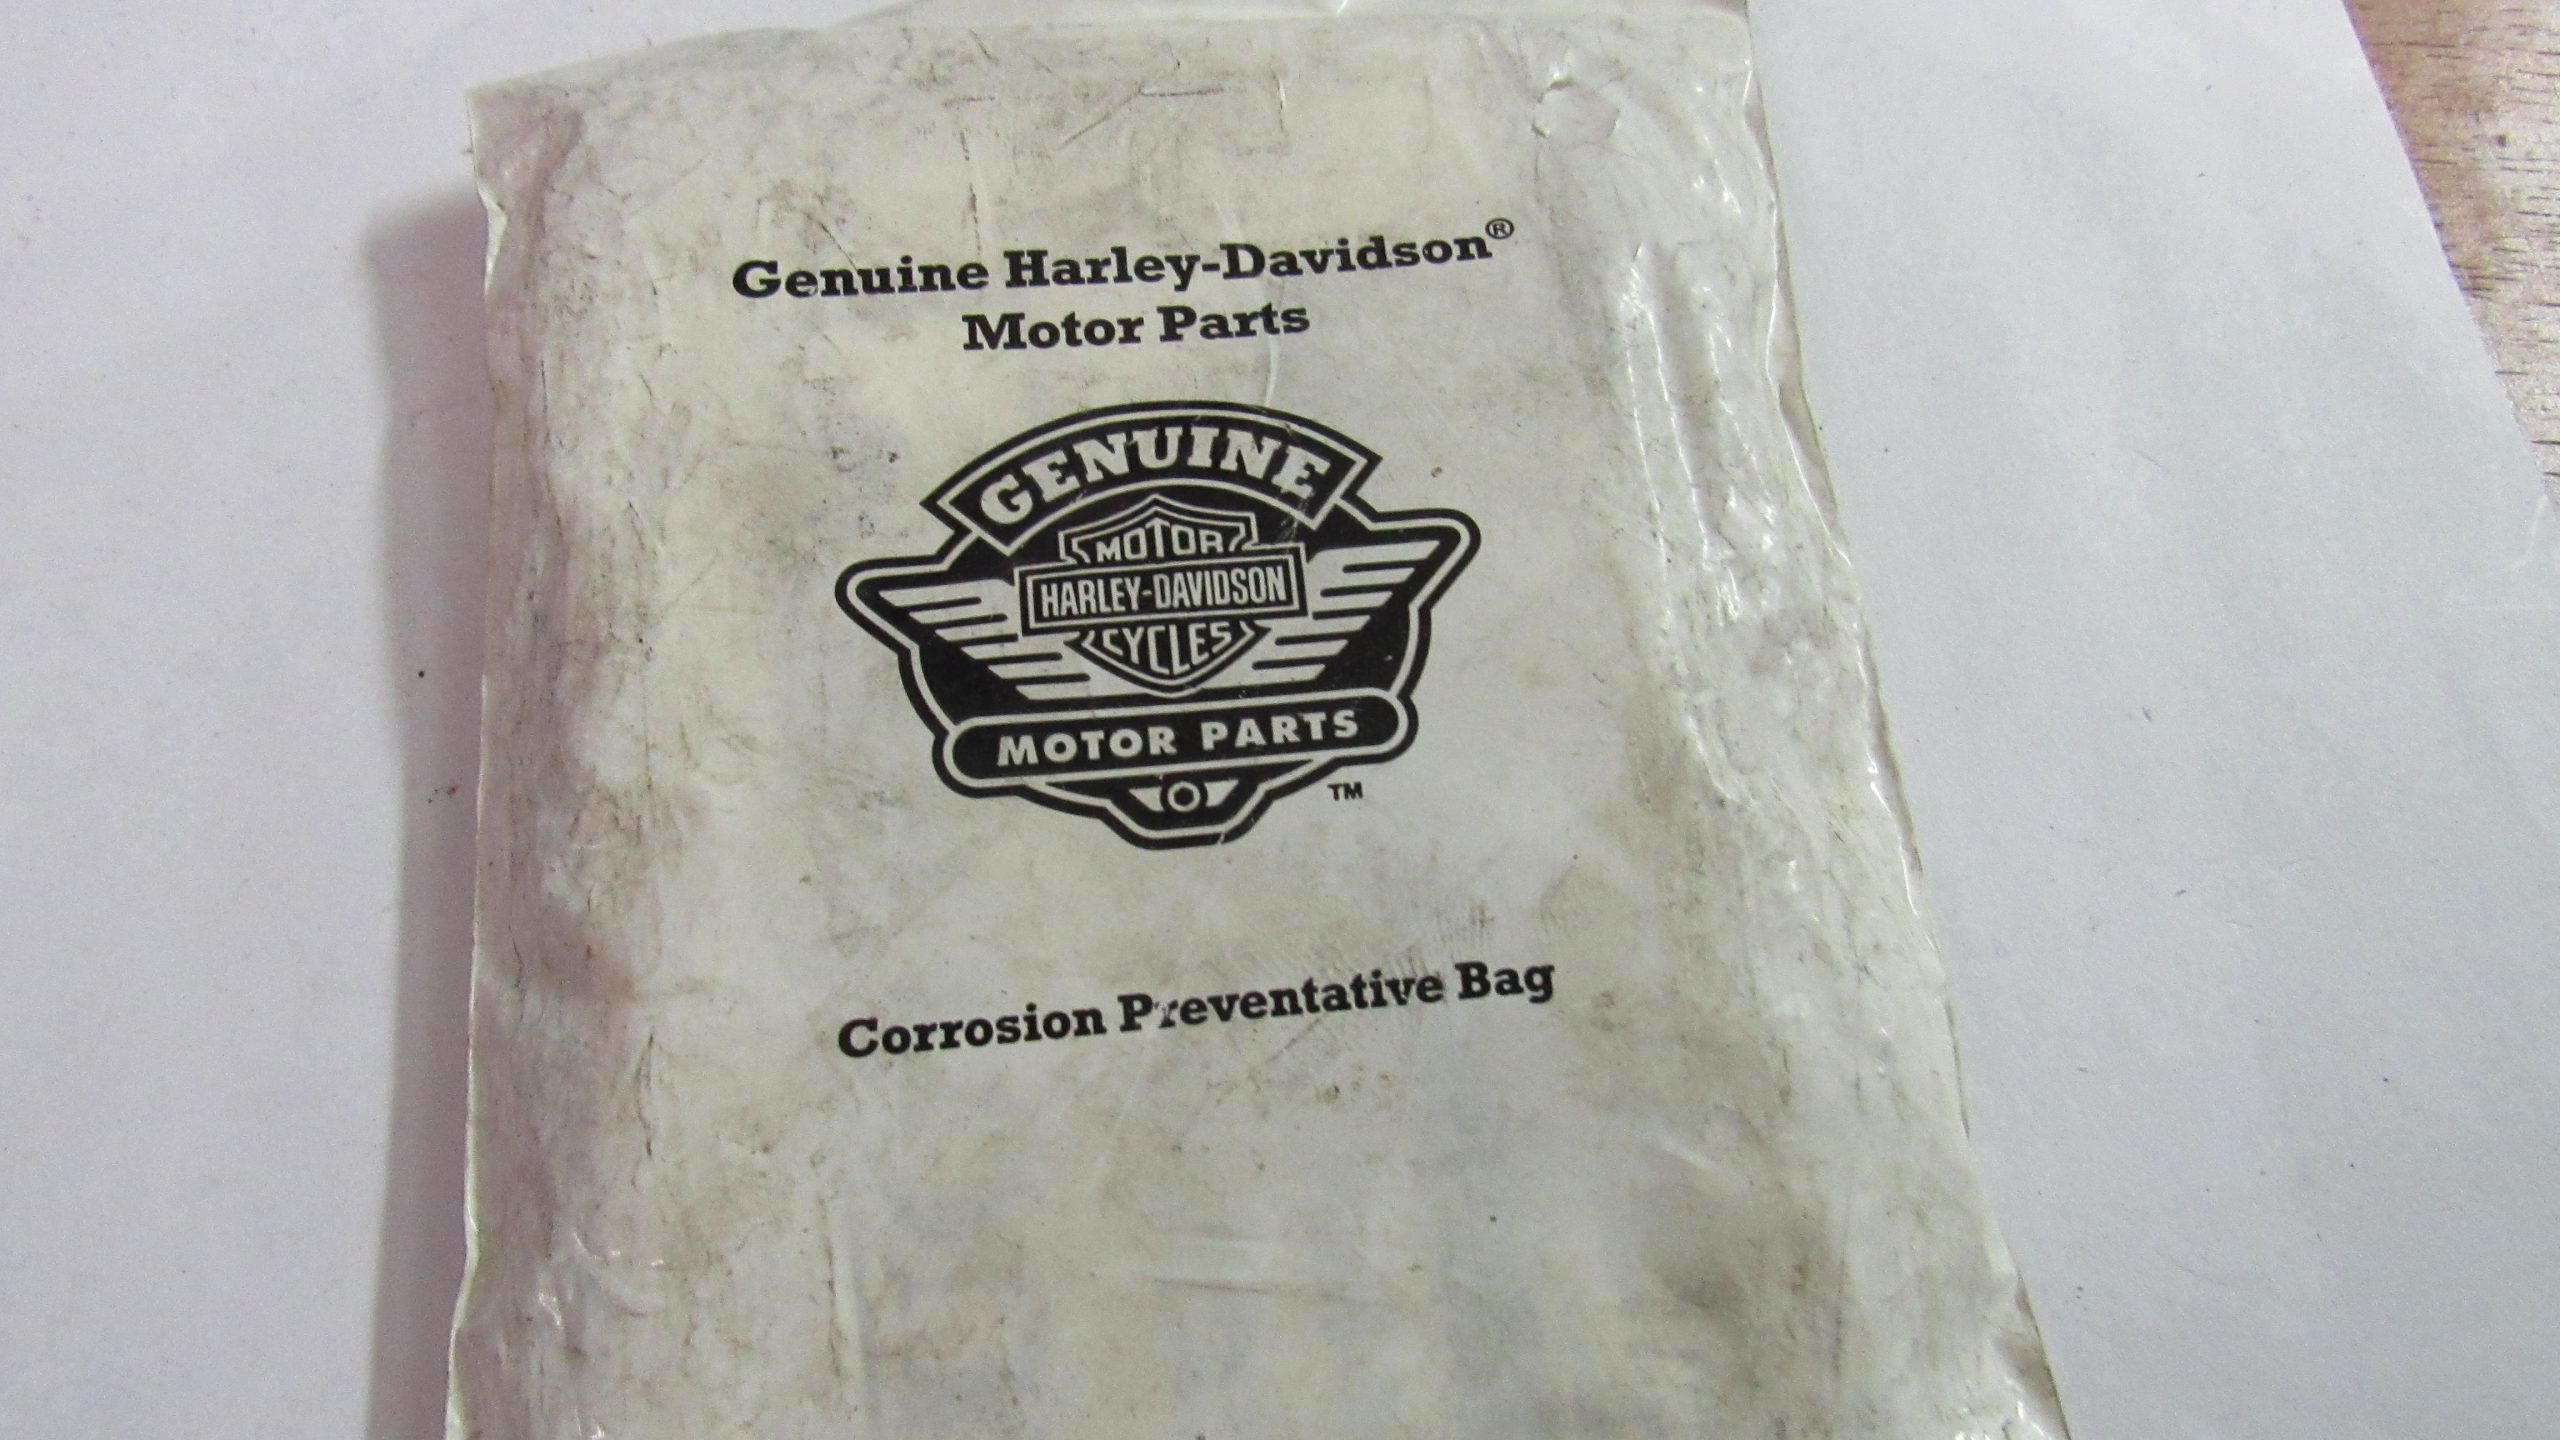 Genuine Harley-Davidson®
Motor Parts
GENUINE
MOTOR
HARLEY-DAVIDSON
CYCLES
MOTOR PARTS
TM
Corrosion Preventative Bag